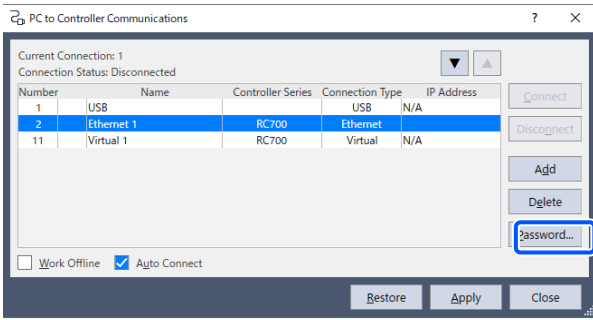 PC to Controller Communications
?
Current Connection: 1
Connection Status: Disconnected
▼ ▲
Number Name Controller Series Connection Type IP Address
1 USB USB N/A
2 Ethernet 1 RC700 Ethernet
11 Virtual 1 RC700 Virtual N/A
Connect
Disconnect
Add
Delete
Password...
Work Offline Auto Connect
Restore Apply Close